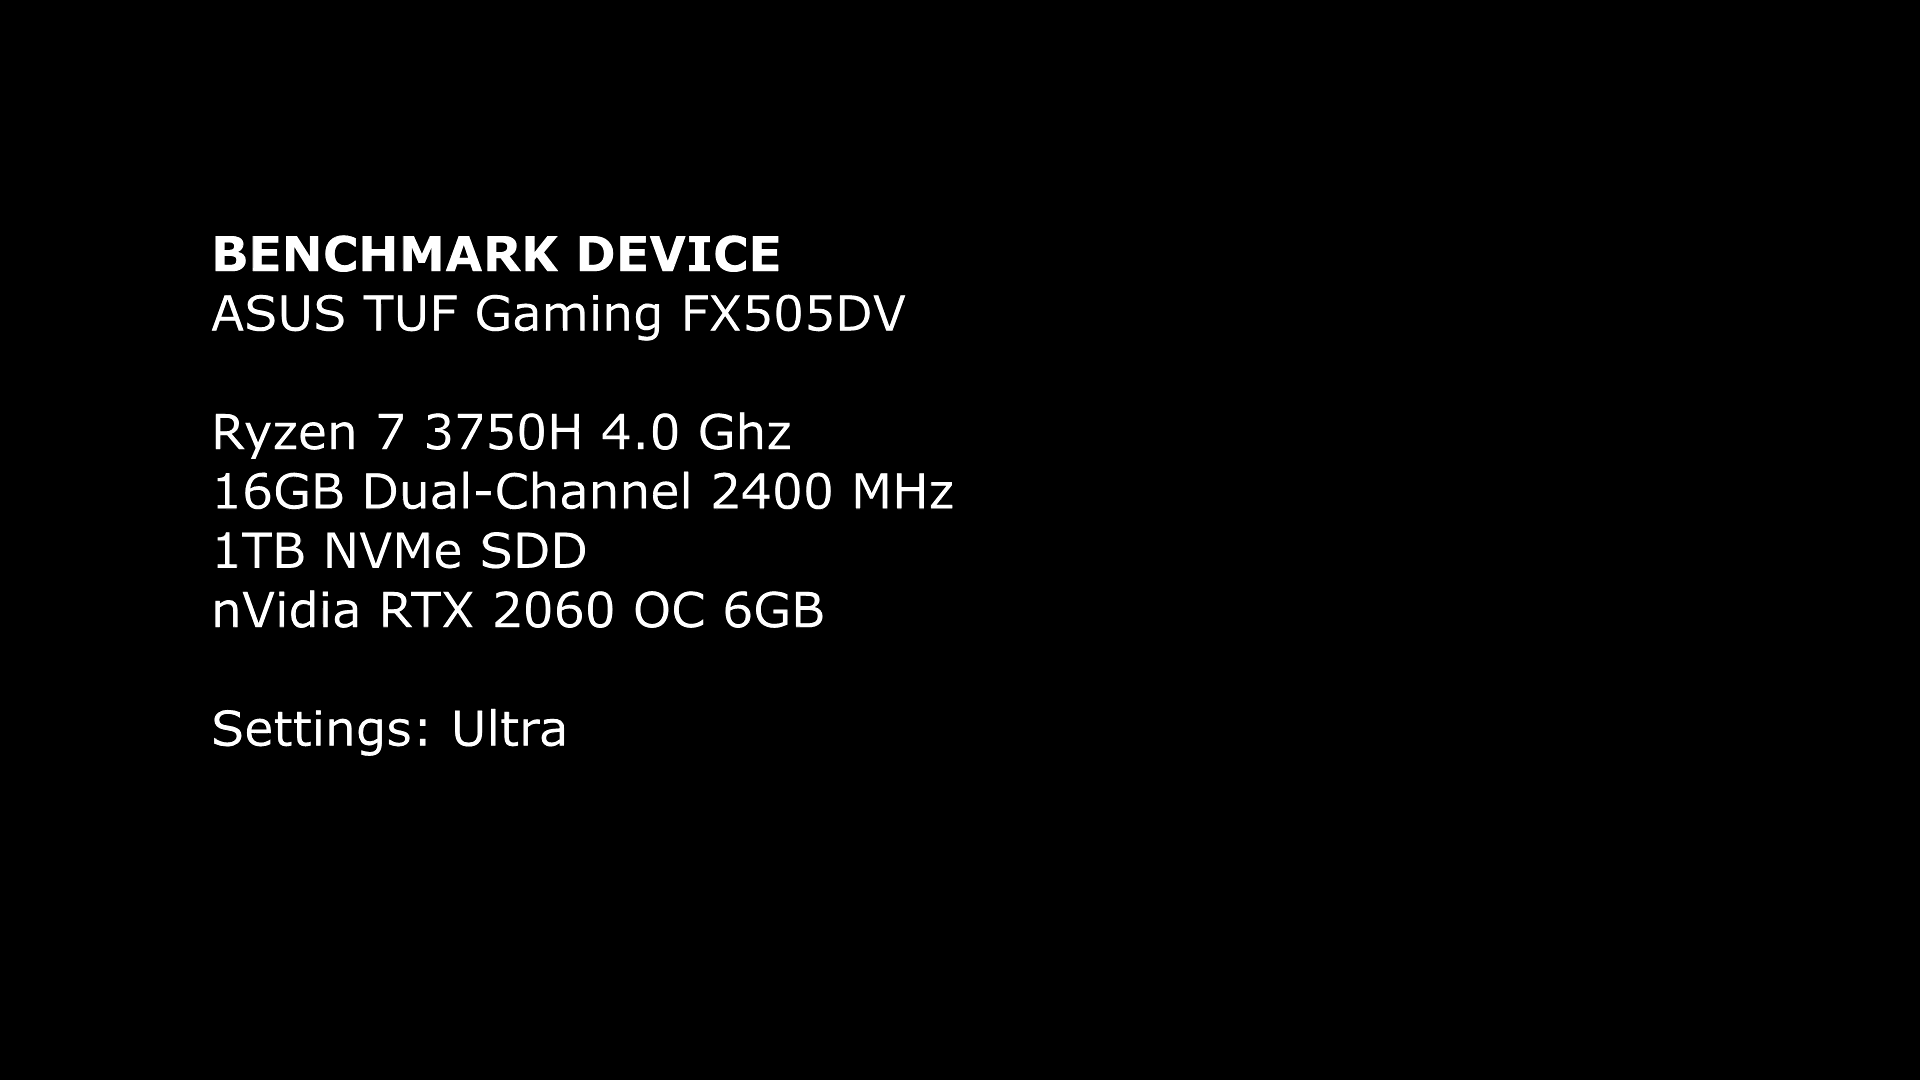 BENCHMARK DEVICE
ASUS TUF Gaming FX505DV
Ryzen 7 3750H 4.0 Ghz
16GB Dual-Channel 2400 MHz
1TB NVMe SDD
nVidia RTX 2060 OC 6GB
Settings: Ultra